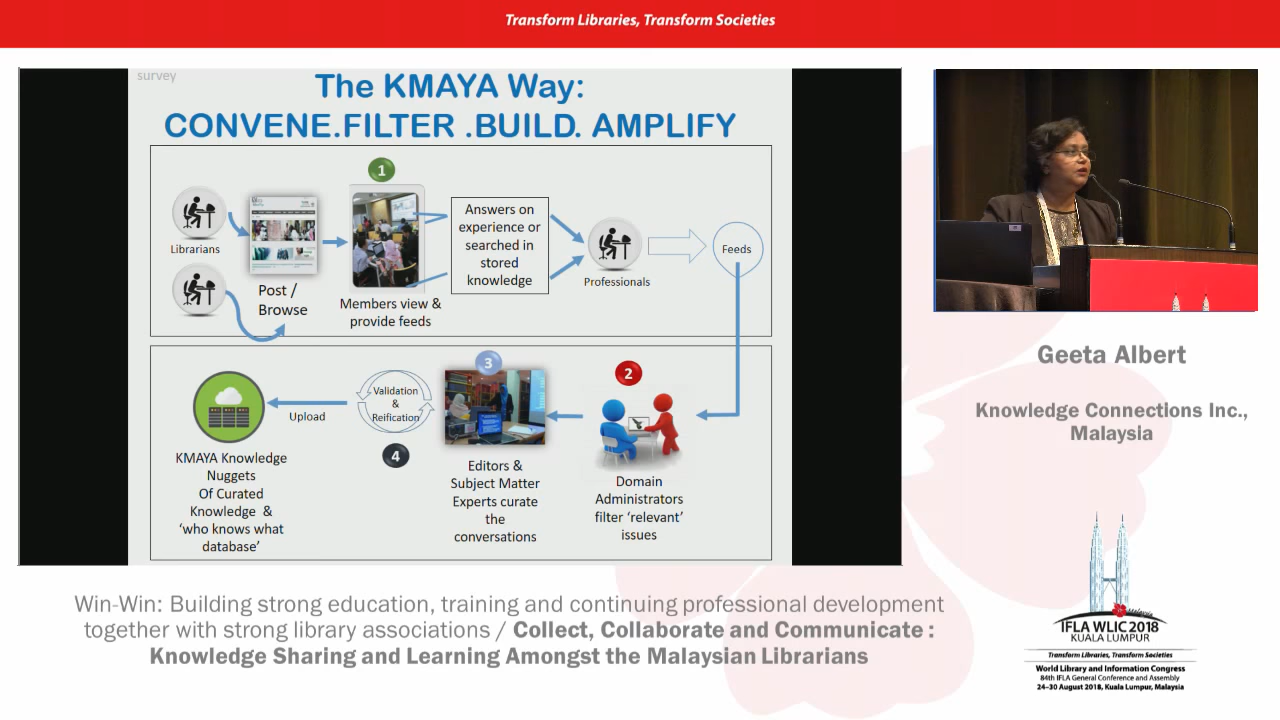 Transform Libraries, Transform Societies
survey
The KMAYA Way:
CONVENE.FILTER .BUILD. AMPLIFY
1
Librarians
Post /
Browse
Members view &
provide feeds
Answers on
experience or
searched in
stored
knowledge
Professionals
Feeds
KMAYA Knowledge
Nuggets
Of Curated
Knowledge &
‘who knows what
database’
Upload
Validation
&
Reification
4
3
Editors &
Subject Matter
Experts curate
the
conversations
2
Domain
Administrators
filter ‘relevant’
issues
Geeta Albert
Knowledge Connections Inc.,
Malaysia
Win-Win: Building strong education, training and continuing professional development
together with strong library associations / Collect, Collaborate and Communicate :
Knowledge Sharing and Learning Amongst the Malaysian Librarians
Malaysia
IFLA WLIC 2018
KUALA LUMPUR
Transform Libraries, Transform Societies
World Library and Information Congress
84th IFLA General Conference and Assembly
24–30 August 2018, Kuala Lumpur, Malaysia